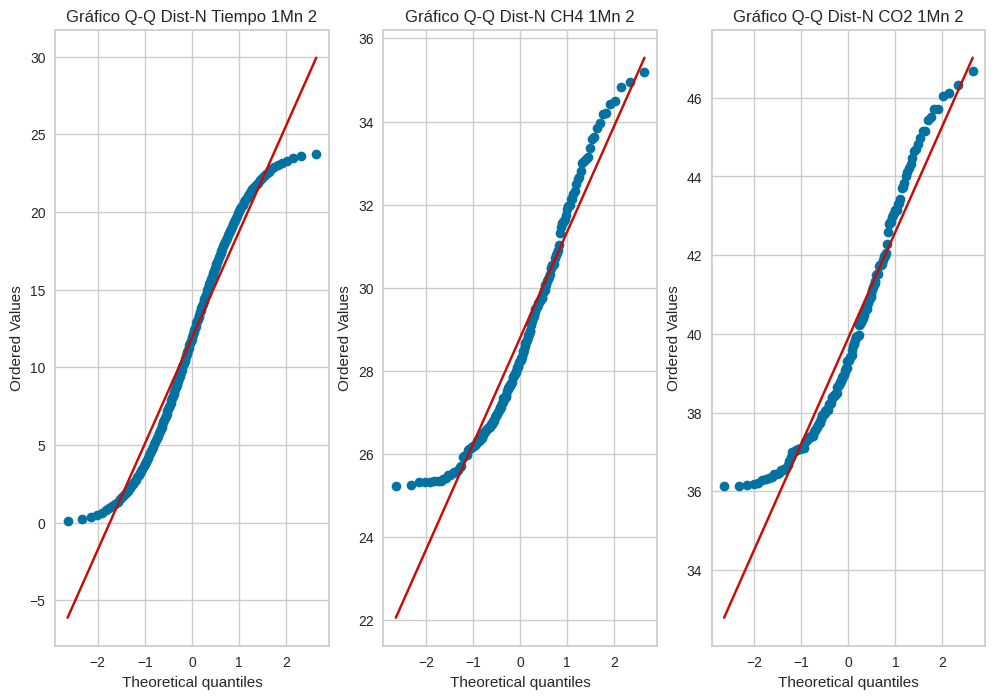 Gráfico Q-Q Dist-N Tiempo 1Mn 2
30
25
20
15
10
5
0
−5
Ordered Values
−2 −1 0 1 2
Theoretical quantiles
Gráfico Q-Q Dist-N CH4 1Mn 2
36
34
32
30
28
26
24
22
Ordered Values
−2 −1 0 1 2
Theoretical quantiles
Gráfico Q-Q Dist-N CO2 1Mn 2
46
44
42
40
38
36
34
Ordered Values
−2 −1 0 1 2
Theoretical quantiles